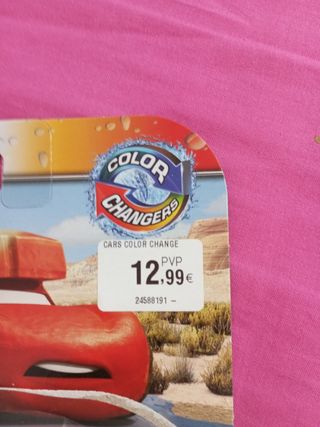 COLOR
CHANGERS
CARS COLOR CHANGE
PVP
12,99€
24588191 –